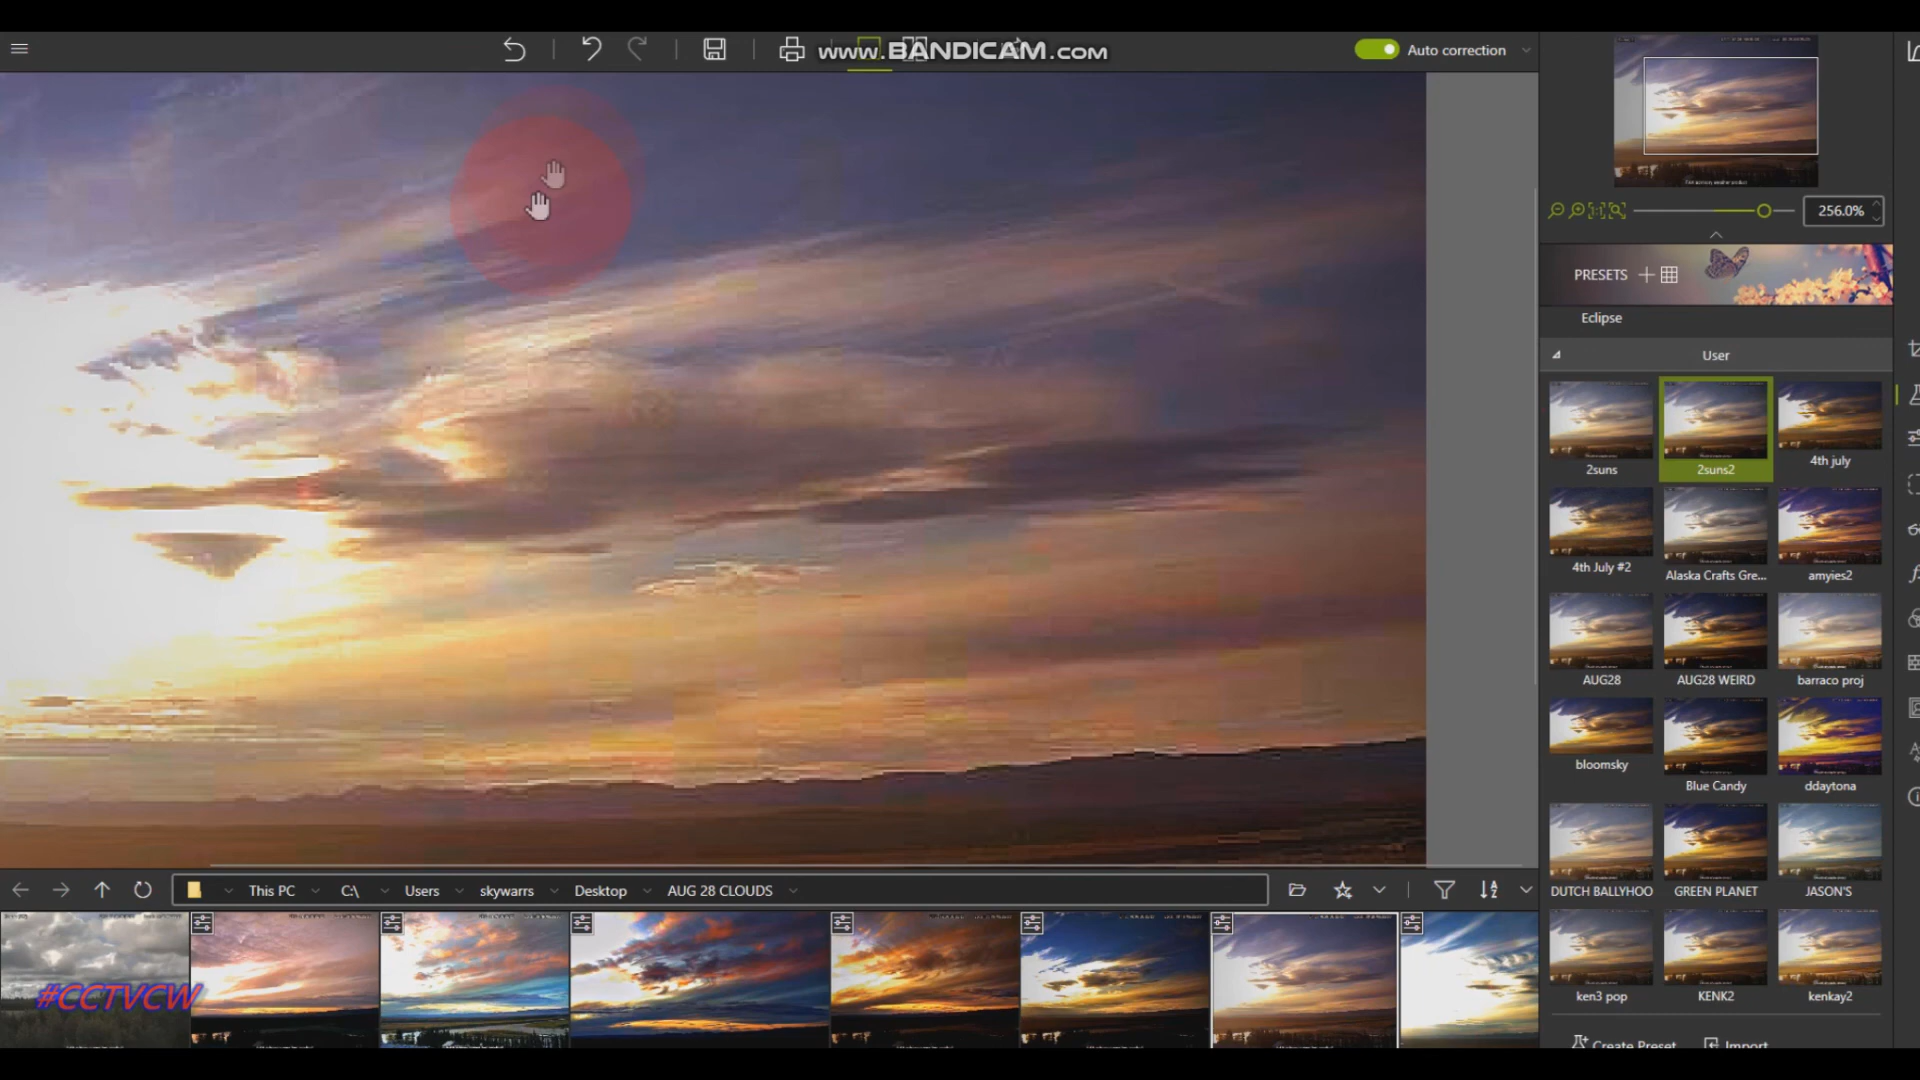 www.BANDICAM.com
Auto correction
256.0%
PRESETS
Eclipse
User
2suns
2suns2
4th july
4th July #2
Alaska Crafts Gre...
amyies2
AUG28
AUG28 WEIRD
barraco proj
bloomsky
Blue Candy
ddaytona
DUTCH BALLYHOO
GREEN PLANET
JASON'S
ken3 pop
KENK2
kenkay2
Create Preset
Import
This PC
C:\
Users
skywarrs
Desktop
AUG 28 CLOUDS
#CCTVCW